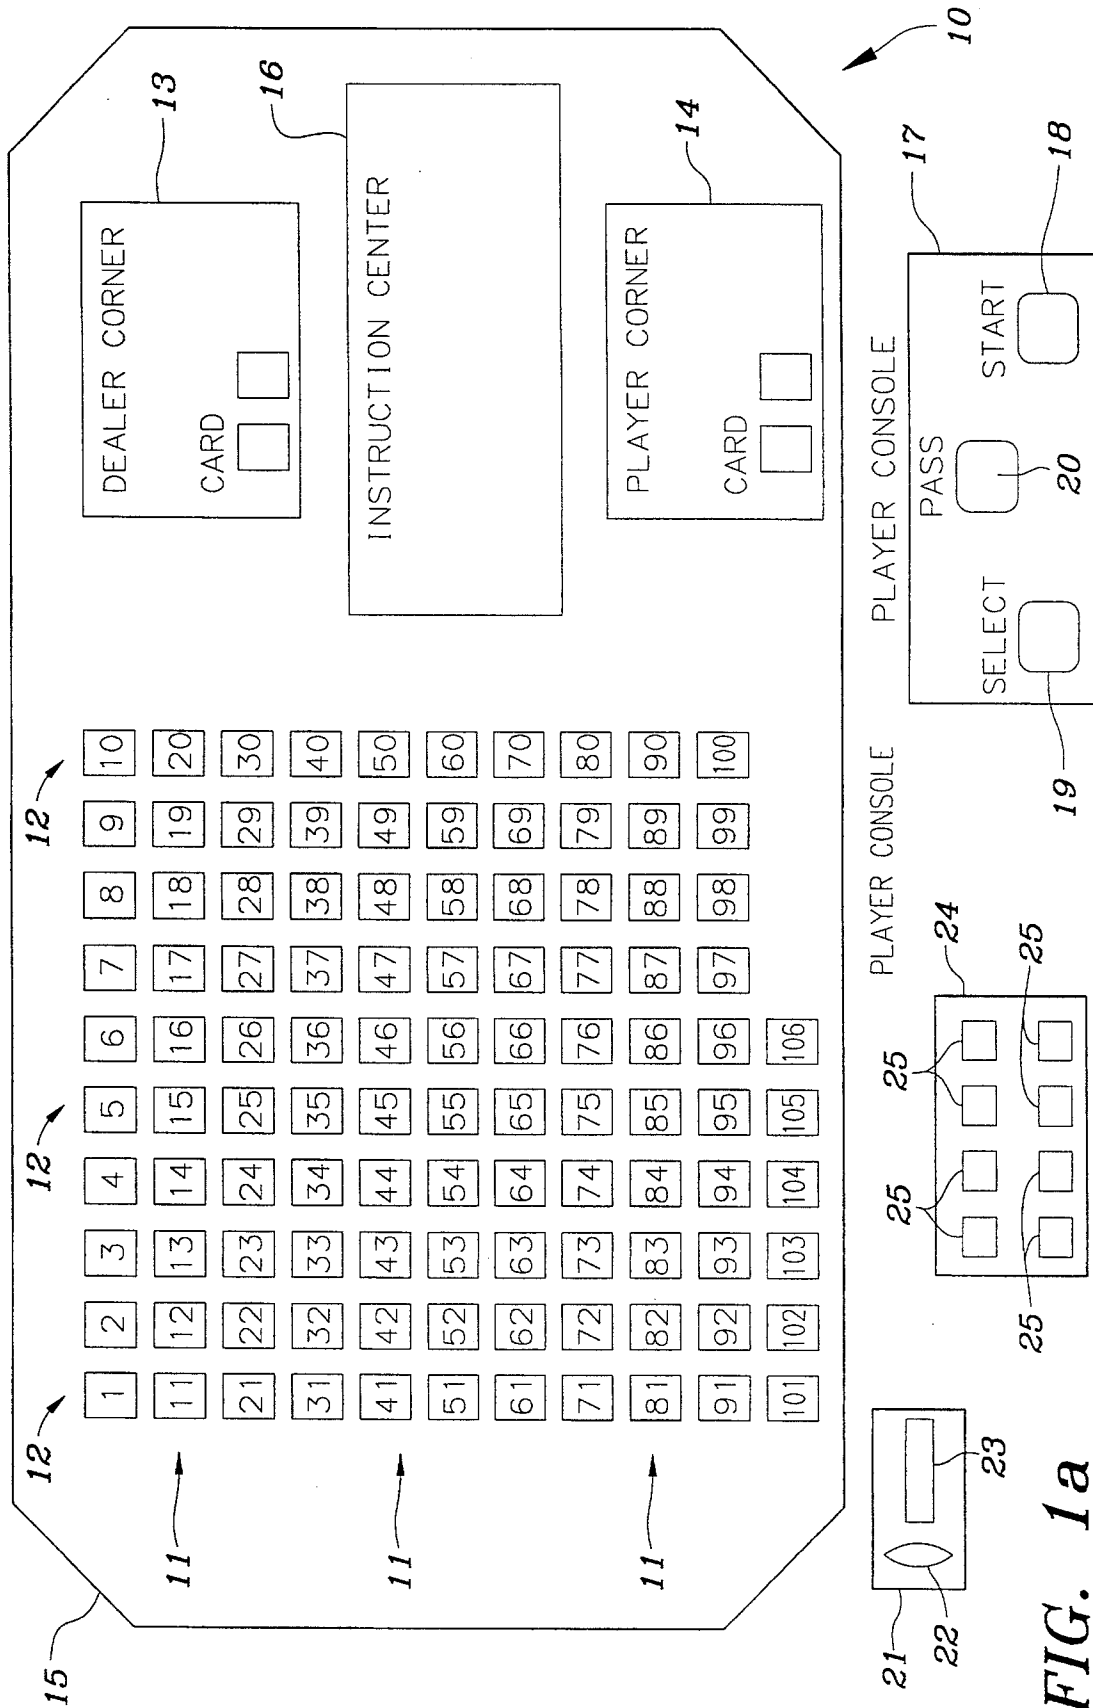 10
15
12 12 12
13
DEALER CORNER
CARD
16
INSTRUCTION CENTER
14
PLAYER CORNER
CARD
1 2 3 4 5 6 7 8 9 10
11
11 12 13 14 15 16 17 18 19 20
21 22 23 24 25 26 27 28 29 30
31 32 33 34 35 36 37 38 39 40
11
41 42 43 44 45 46 47 48 49 50
51 52 53 54 55 56 57 58 59 60
61 62 63 64 65 66 67 68 69 70
71 72 73 74 75 76 77 78 79 80
11
81 82 83 84 85 86 87 88 89 90
91 92 93 94 95 96 97 98 99 100
101 102 103 104 105 106
21
22
23
PLAYER CONSOLE
24
25 25
25 25
PLAYER CONSOLE
17
PASS
20
SELECT
19
START
18
FIG. 1a